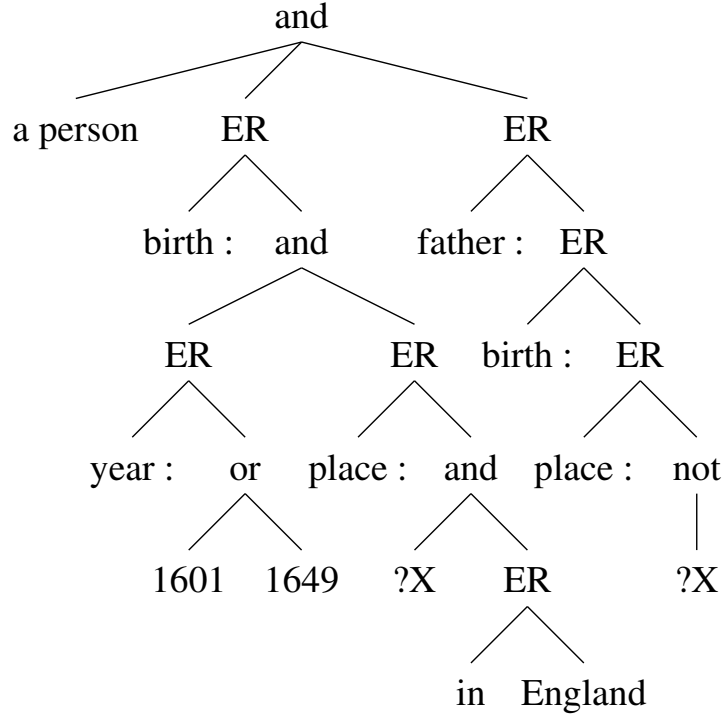 and
a person ER ER
birth : and father : ER
ER ER birth : ER
year : or place : and place : not
1601 1649 ?X ER ?X
in England